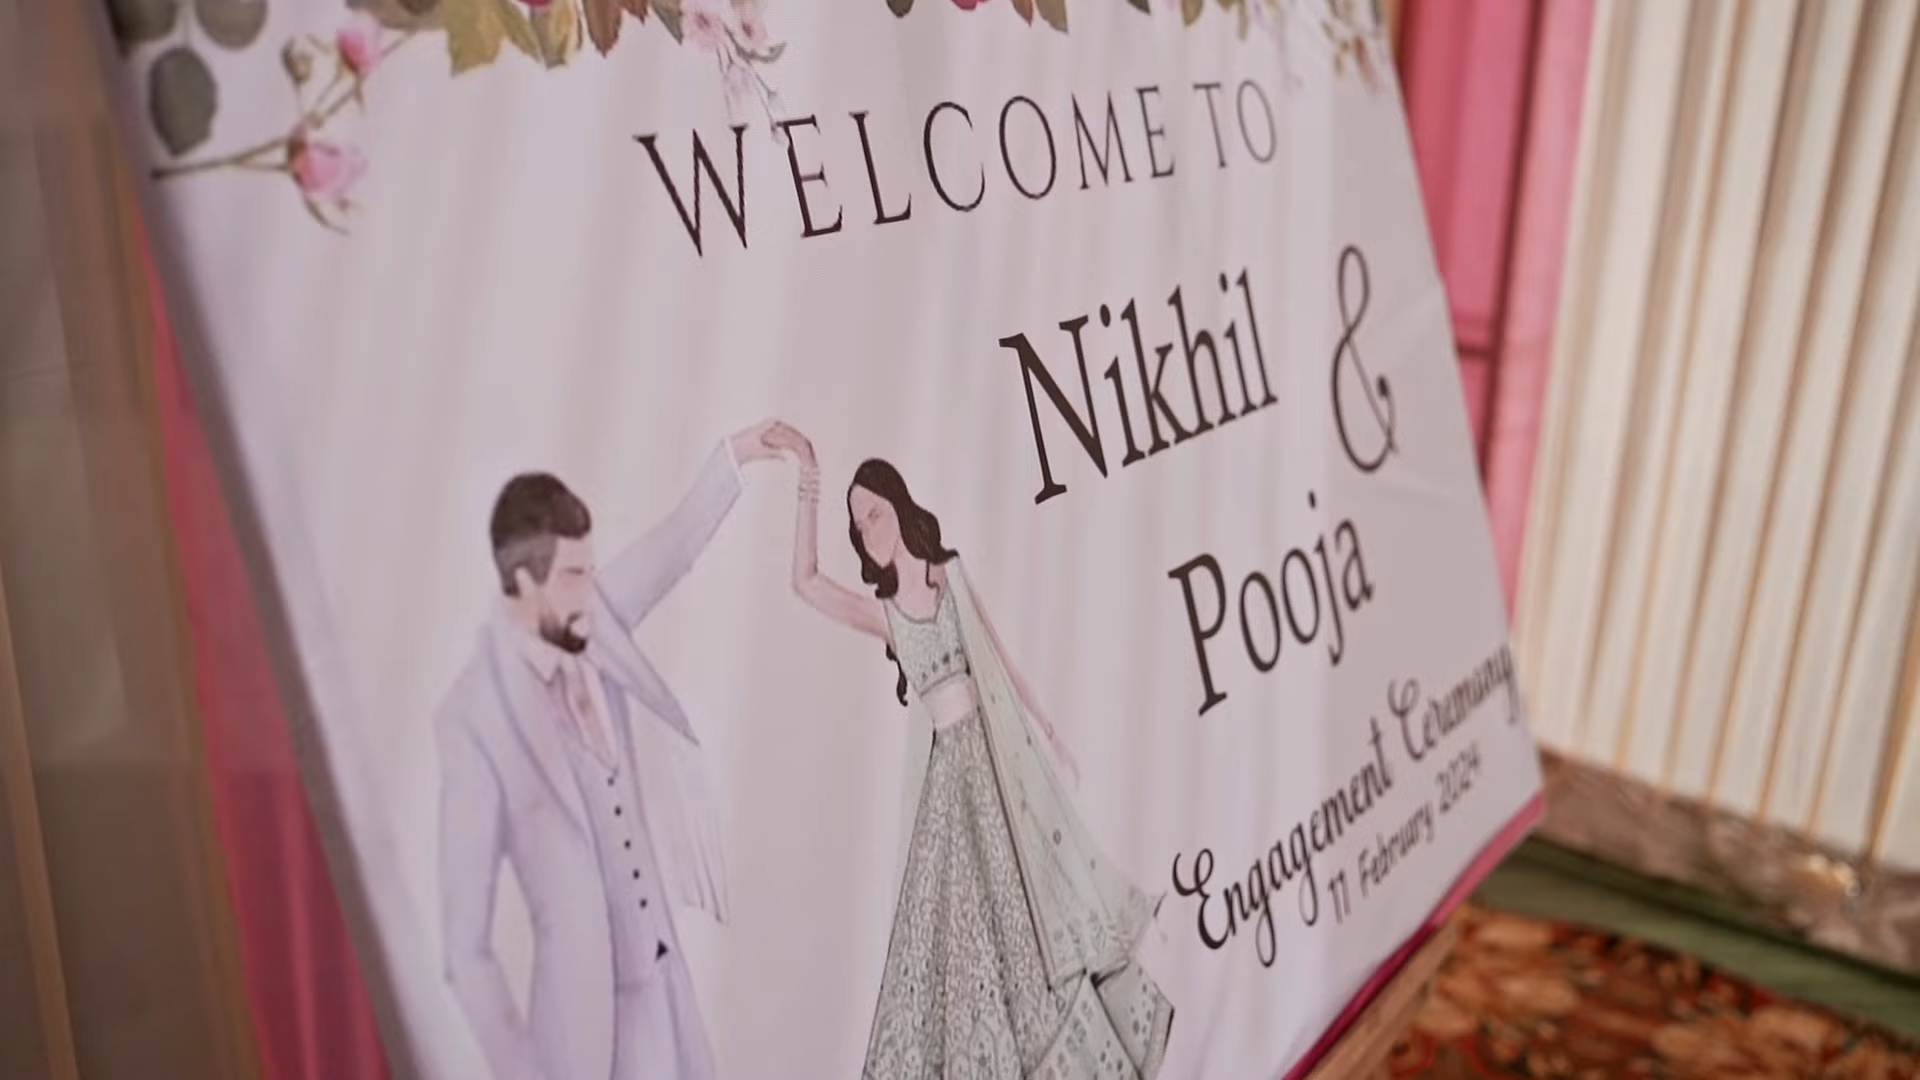 WELCOME TO
Nikhil &
Pooja
Engagement Ceremony
11 February 2024